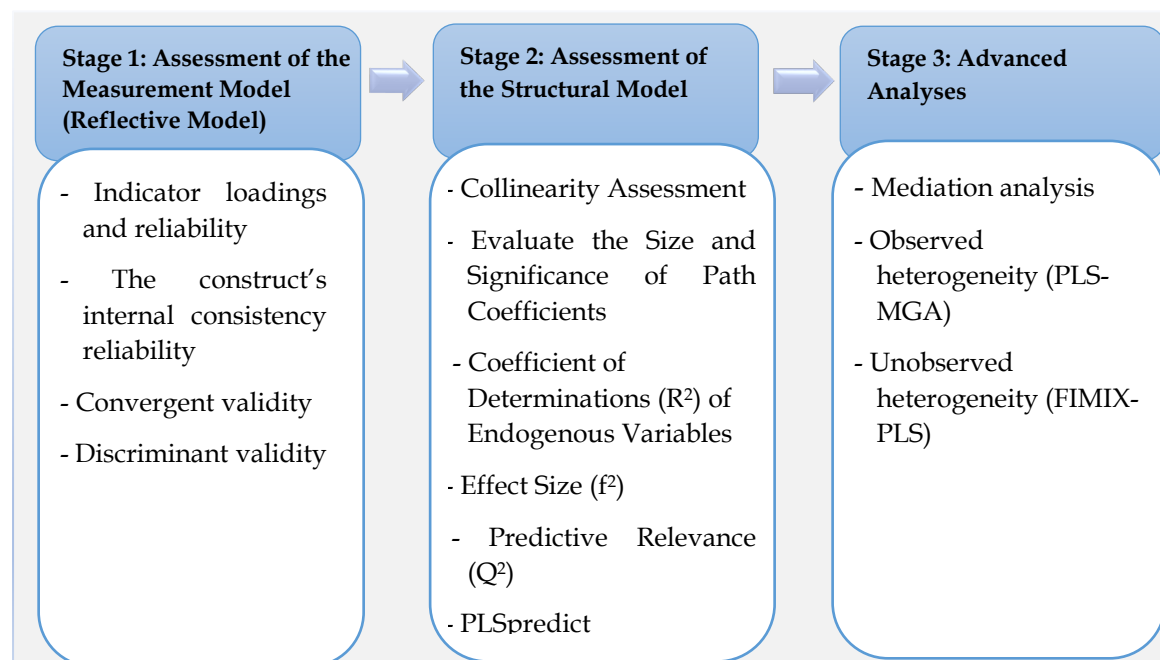 Stage 1: Assessment of the
Measurement Model
(Reflective Model)
- Indicator loadings
and reliability
- The construct’s
internal consistency
reliability
- Convergent validity
- Discriminant validity
Stage 2: Assessment of
the Structural Model
- Collinearity Assessment
- Evaluate the Size and
Significance of Path
Coefficients
- Coefficient of
Determinations (R²) of
Endogenous Variables
- Effect Size (f²)
- Predictive Relevance
(Q²)
- PLSpredict
Stage 3: Advanced
Analyses
- Mediation analysis
- Observed
heterogeneity (PLS-
MGA)
- Unobserved
heterogeneity (FIMIX-
PLS)